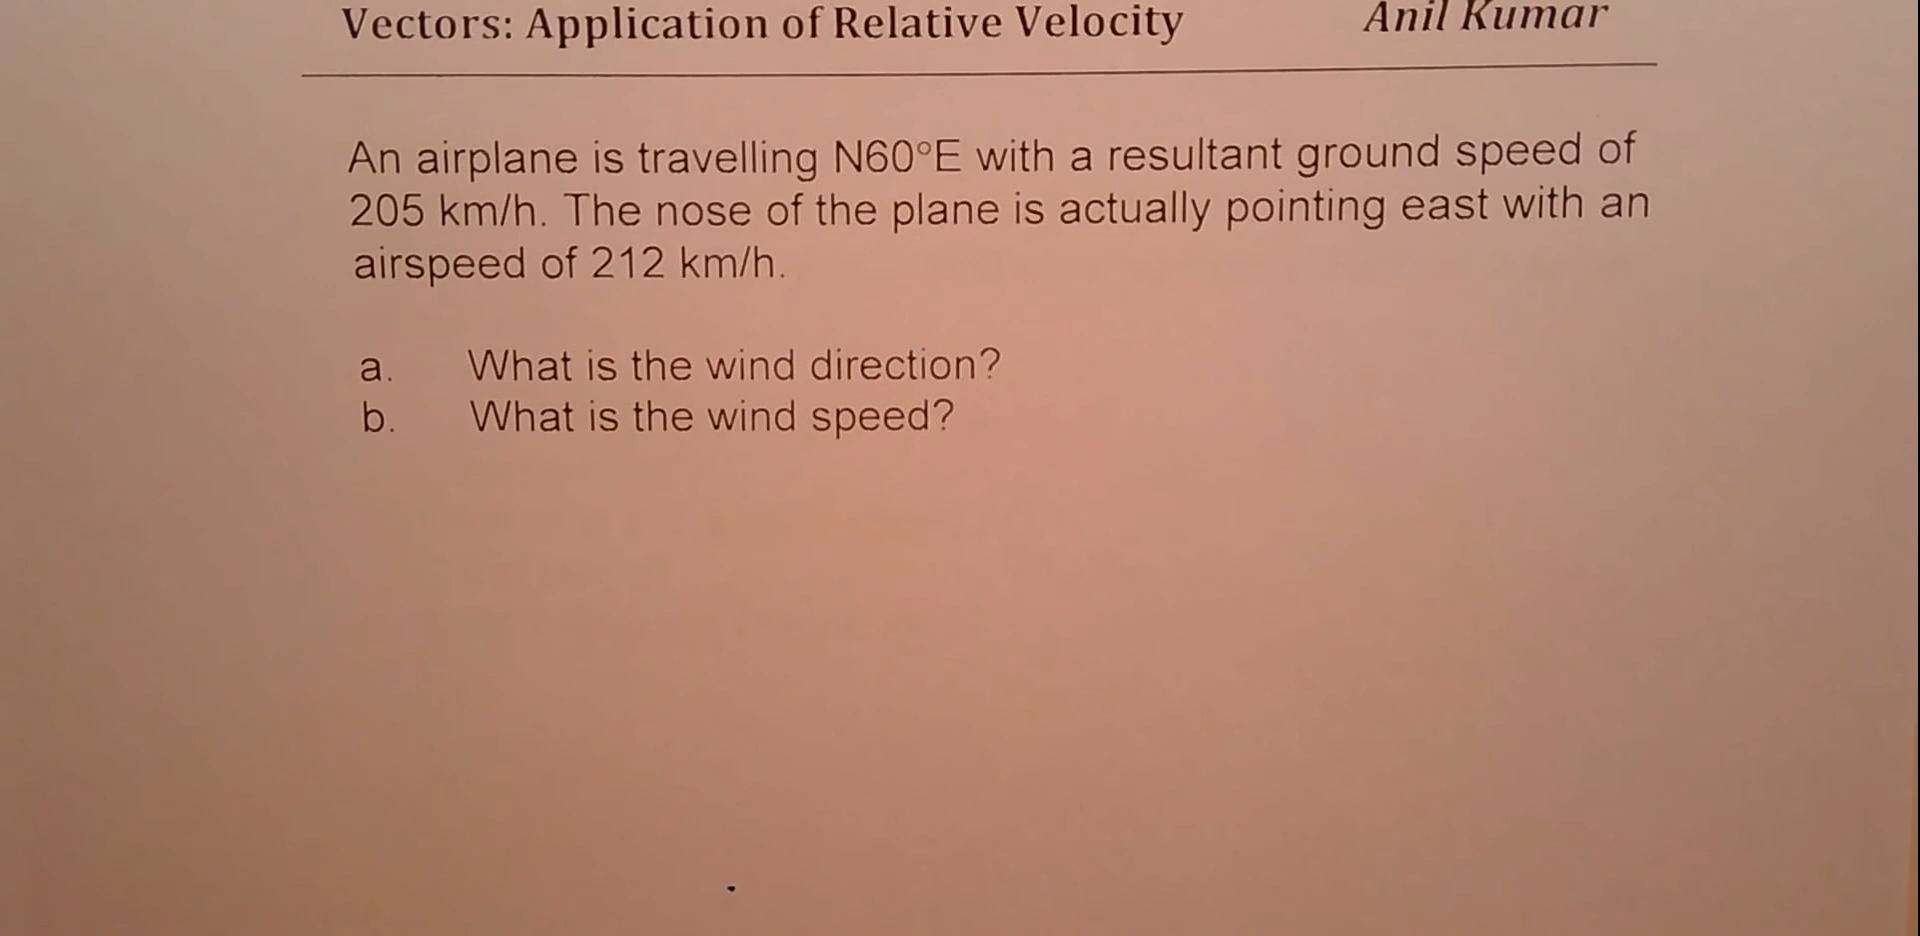 Vectors: Application of Relative Velocity Anil Kumar
An airplane is travelling N60°E with a resultant ground speed of
205 km/h. The nose of the plane is actually pointing east with an
airspeed of 212 km/h.
a. What is the wind direction?
b. What is the wind speed?